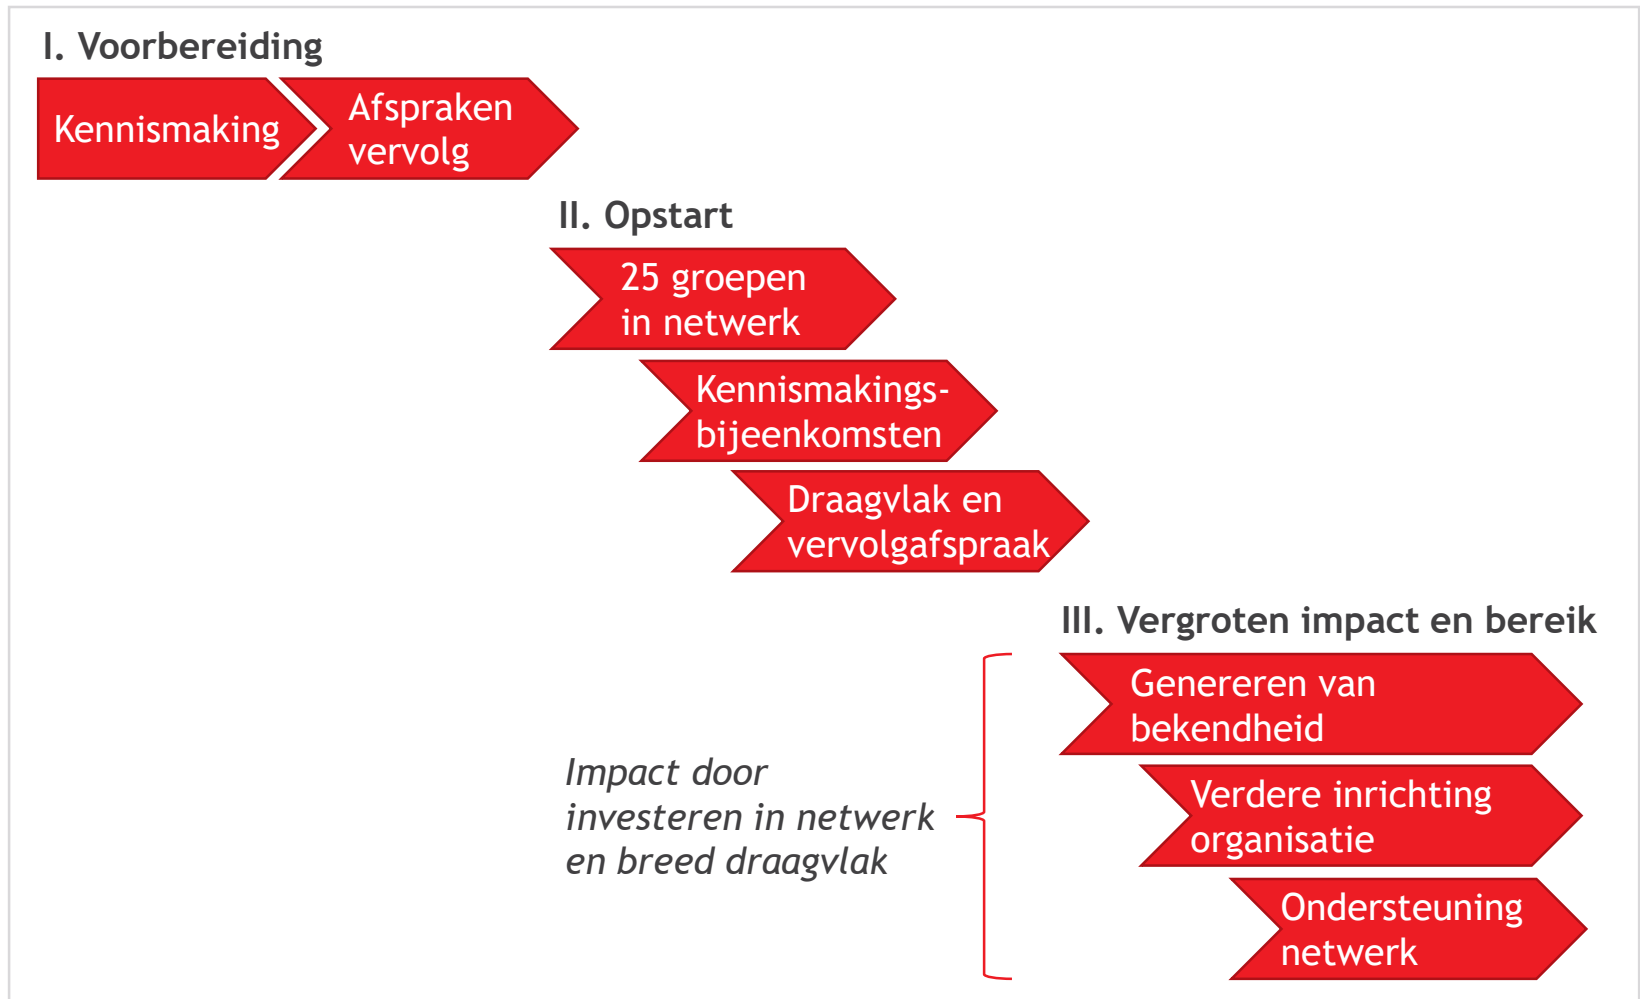 I. Voorbereiding
Kennismaking
Afspraken
vervolg
II. Opstart
25 groepen
in netwerk
Kennismakings-
bijeenkomsten
Draagvlak en
vervolgafspraak
III. Vergroten impact en bereik
Genereren van
bekendheid
Impact door
investeren in netwerk
en breed draagvlak
Verdere inrichting
organisatie
Ondersteuning
netwerk